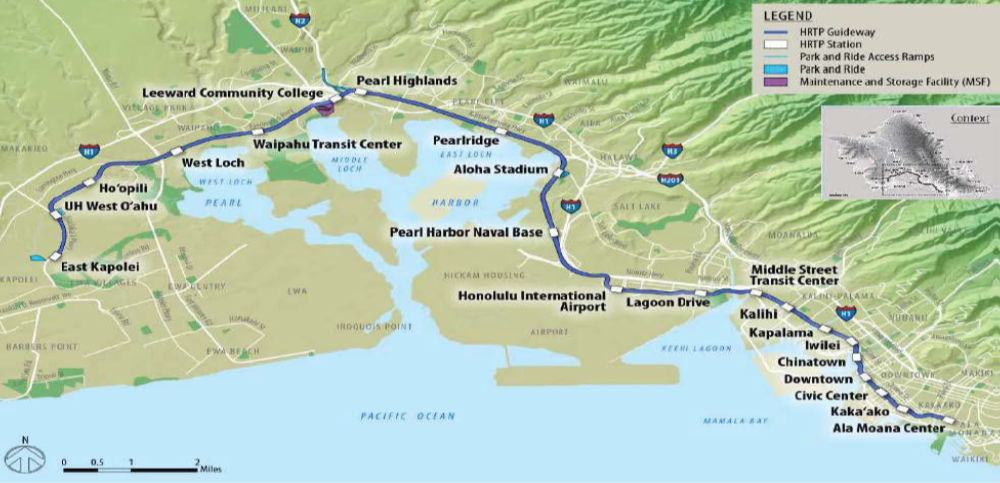 MILILANI
H2
WAIPIO
Pearl Highlands
Leeward Community College
VILLAGE PARK
WAIPAHU
PEARL CITY
WAIMALU
AIEA
Pearlridge
H1
EAST LOCH
HALAWA
H3
H201
Aloha Stadium
MAKAKILO
H1
Waipahu Transit Center
MIDDLE
LOCH
West Loch
WEST LOCH
PEARL
HARBOR
Ho'opili
UH West O'ahu
H1
SALT LAKE
MOANALUA
Pearl Harbor Naval Base
East Kapolei
KAPOLEI
EWA VILLAGES
EWA GENTRY
EWA
HICKAM HOUSING
Honolulu International
Airport
Lagoon Drive
Middle Street
Transit Center
KALIHI-PALAMA
Kalihi
H1
NUUANU
IROQUOIS POINT
AIRPORT
Kapalama
Iwilei
BARBERS POINT
EWA BEACH
KEEHI LAGOON
Chinatown
Downtown
DOWNTOWN
MAKIKI
Civic Center
Kaka'ako
KAKAAKO
Ala Moana Center
ALA
MOANA
WAIKIKI
PACIFIC OCEAN
MAMALA BAY
N
0 0.5 1 2
Miles
LEGEND
HRTP Guideway
HRTP Station
Park and Ride Access Ramps
Park and Ride
Maintenance and Storage Facility (MSF)
Context